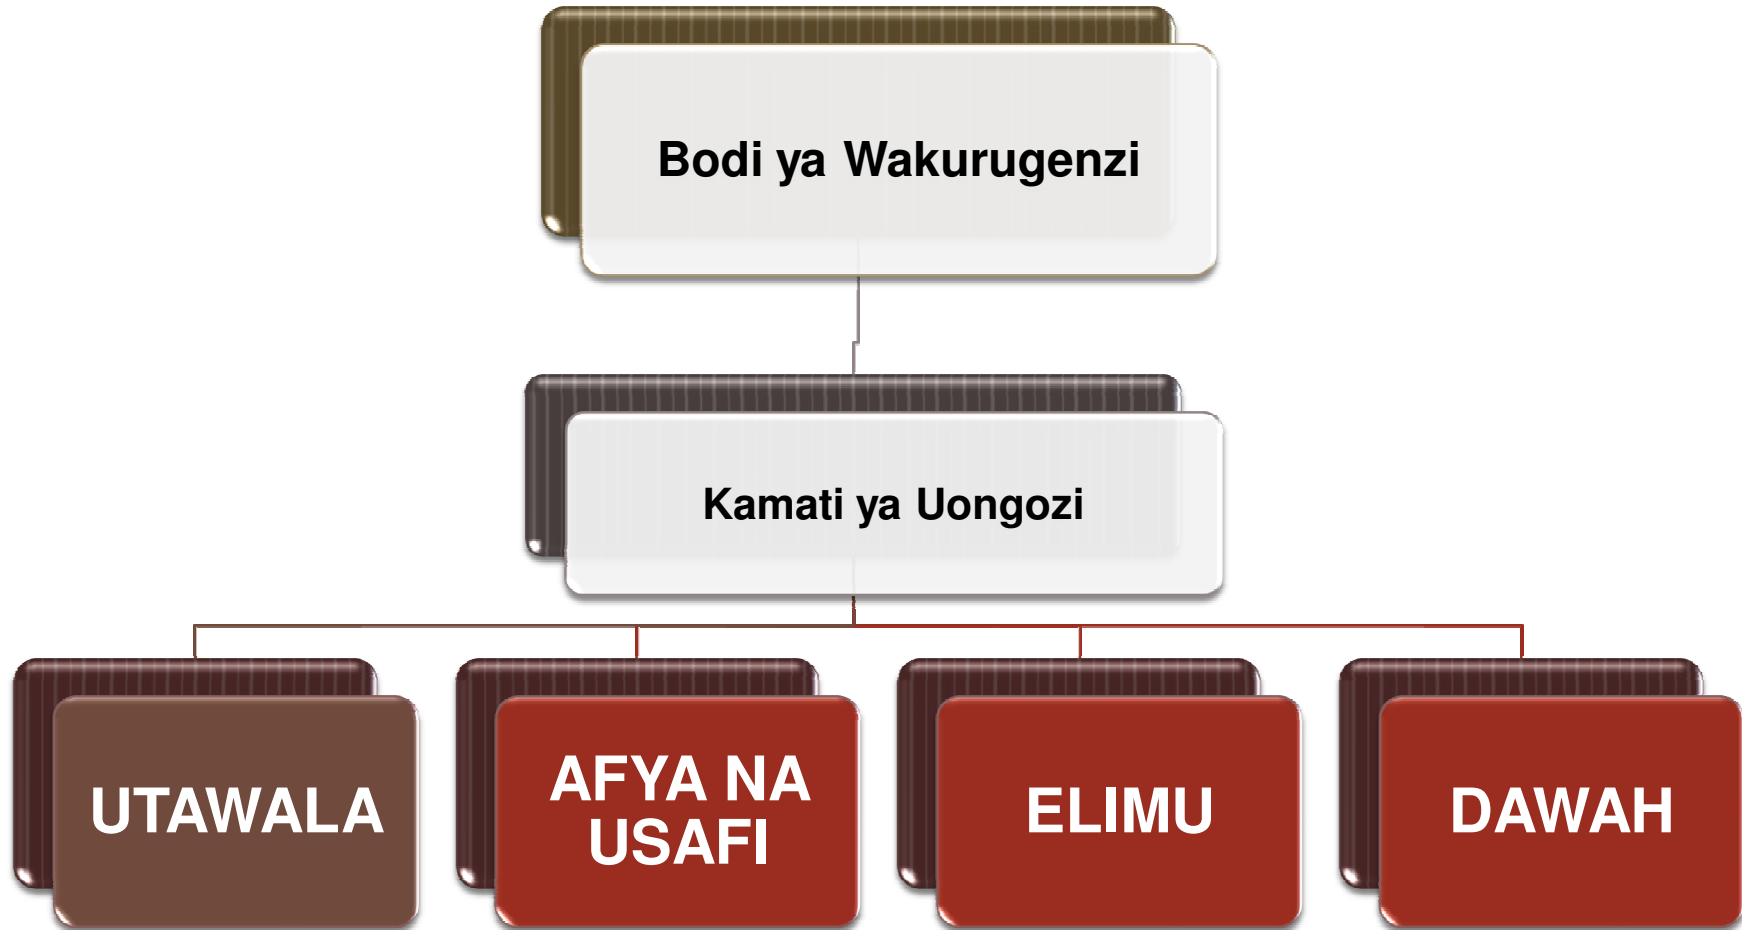 Bodi ya Wakurugenzi
Kamati ya Uongozi
UTAWALA
AFYA NA
USAFI
ELIMU
DAWAH